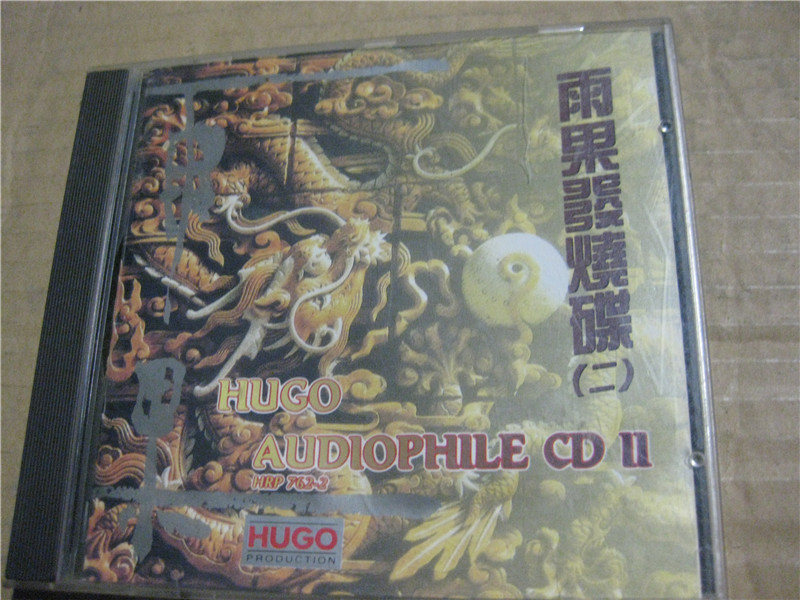 雨果發燒碟
(二)
HUGO
AUDIOPHILE CD II
HRP 762-2
HUGO
PRODUCTION